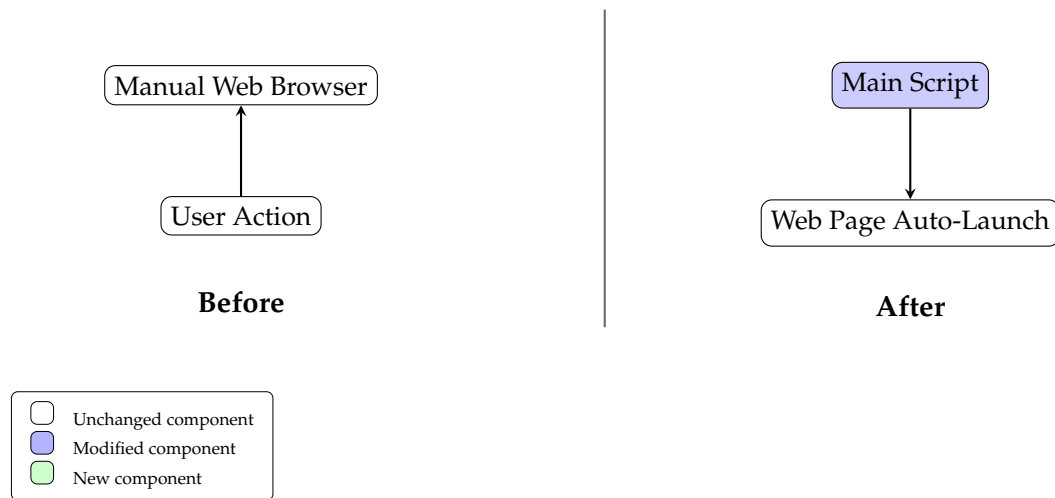 Manual Web Browser
User Action
Before
Main Script
Web Page Auto-Launch
After
Unchanged component
Modified component
New component